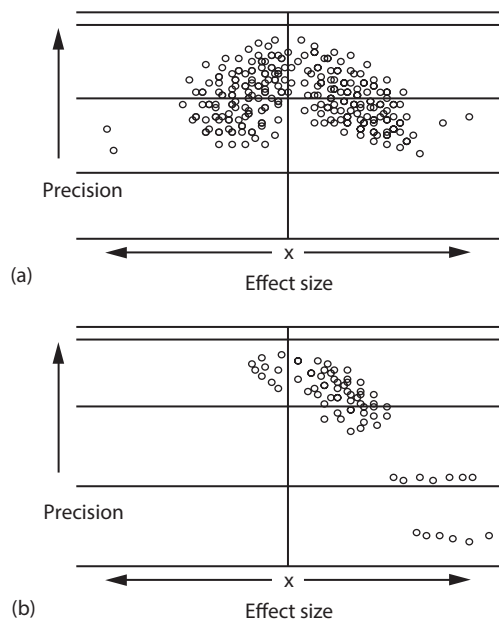 Precision
x
(a)
Effect size
Precision
x
(b)
Effect size